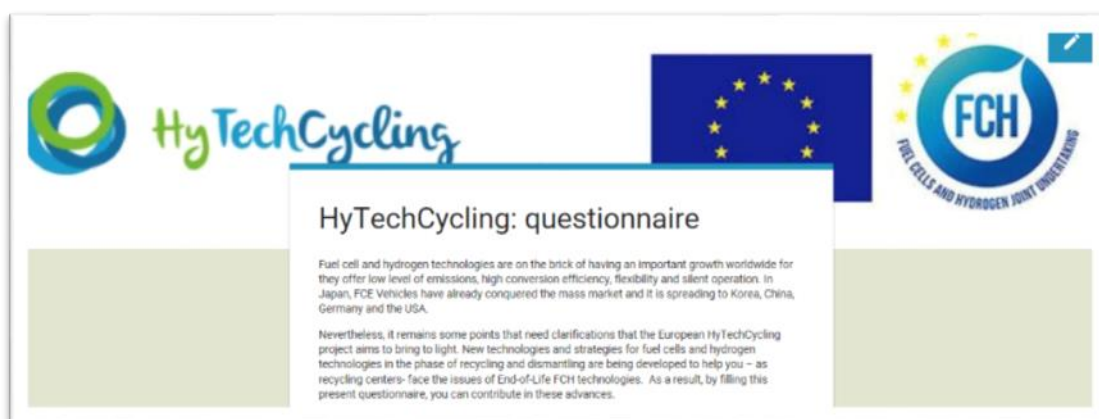 HyTechCycling
FCH
FUEL CELLS AND HYDROGEN JOINT UNDERTAKING
HyTechCycling: questionnaire
Fuel cell and hydrogen technologies are on the brick of having an important growth worldwide for
they offer low level of emissions, high conversion efficiency, flexibility and silent operation. In
Japan, FCE Vehicles have already conquered the mass market and it is spreading to Korea, China,
Germany and the USA.
Nevertheless, it remains some points that need clarifications that the European HyTechCycling
project aims to bring to light. New technologies and strategies for fuel cells and hydrogen
technologies in the phase of recycling and dismantling are being developed to help you – as
recycling centers- face the issues of End-of-Life FCH technologies. As a result, by filling this
present questionnaire, you can contribute in these advances.